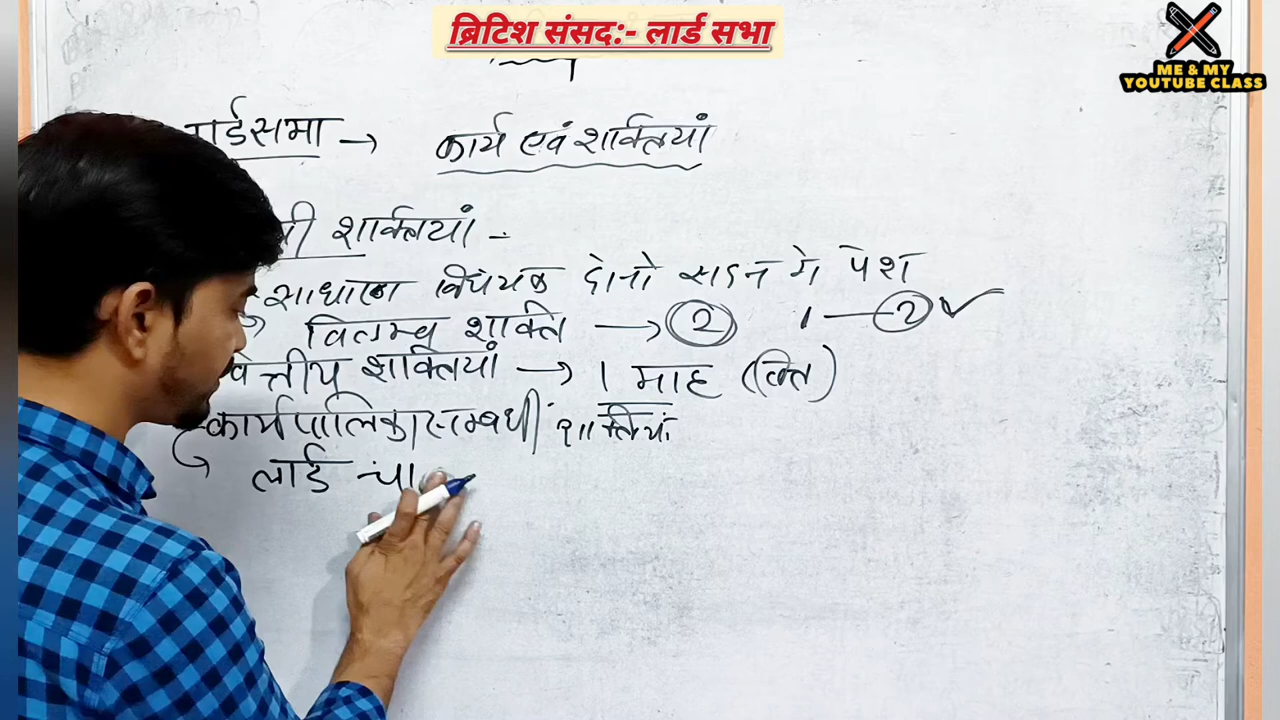 ब्रिटिश संसद:- लार्ड सभा
ME & MY
YOUTUBE CLASS
कार्य एवं शक्तियां
शक्तियां -
साधारण विधेयक दोनो सदन मे पेश
विलम्ब शक्ति → 2 1 — 2 ✓
शक्तियां → 1 माह (वित्त)
कार्यपालिका सम्बधी शक्तियां
लार्ड चा